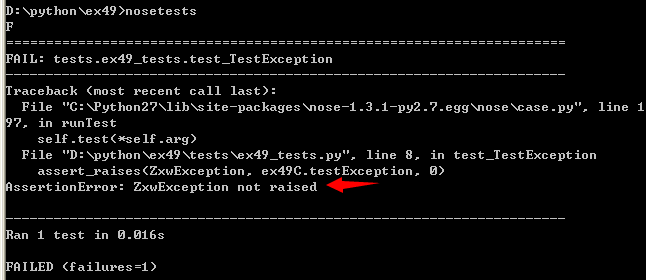 D:\python\ex49>nosetests
F
======================================================================
FAIL: tests.ex49_tests.test_TestException
----------------------------------------------------------------------
Traceback (most recent call last):
  File "C:\Python27\lib\site-packages\nose-1.3.1-py2.7.egg\nose\case.py", line 1
97, in runTest
    self.test(*self.arg)
  File "D:\python\ex49\tests\ex49_tests.py", line 8, in test_TestException
    assert_raises(ZxwException, ex49C.testException, 0)
AssertionError: ZxwException not raised
----------------------------------------------------------------------
Ran 1 test in 0.016s
FAILED (failures=1)